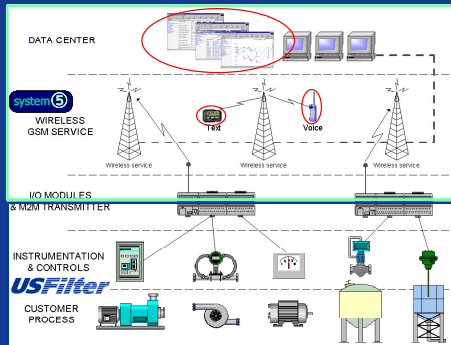 DATA CENTER
system 5
WIRELESS
GSM SERVICE
Text
Voice
Wireless service
Wireless service
Wireless service
I/O MODULES
& M2M TRANSMITTER
INSTRUMENTATION
& CONTROLS
USFilter
CUSTOMER
PROCESS